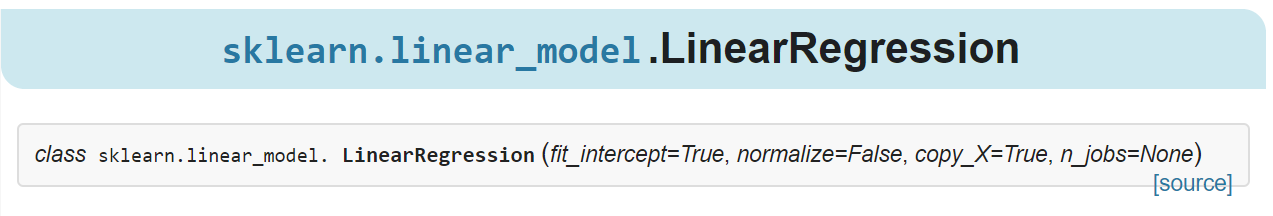 sklearn.linear_model.LinearRegression
class sklearn.linear_model. LinearRegression (fit_intercept=True, normalize=False, copy_X=True, n_jobs=None)
[source]